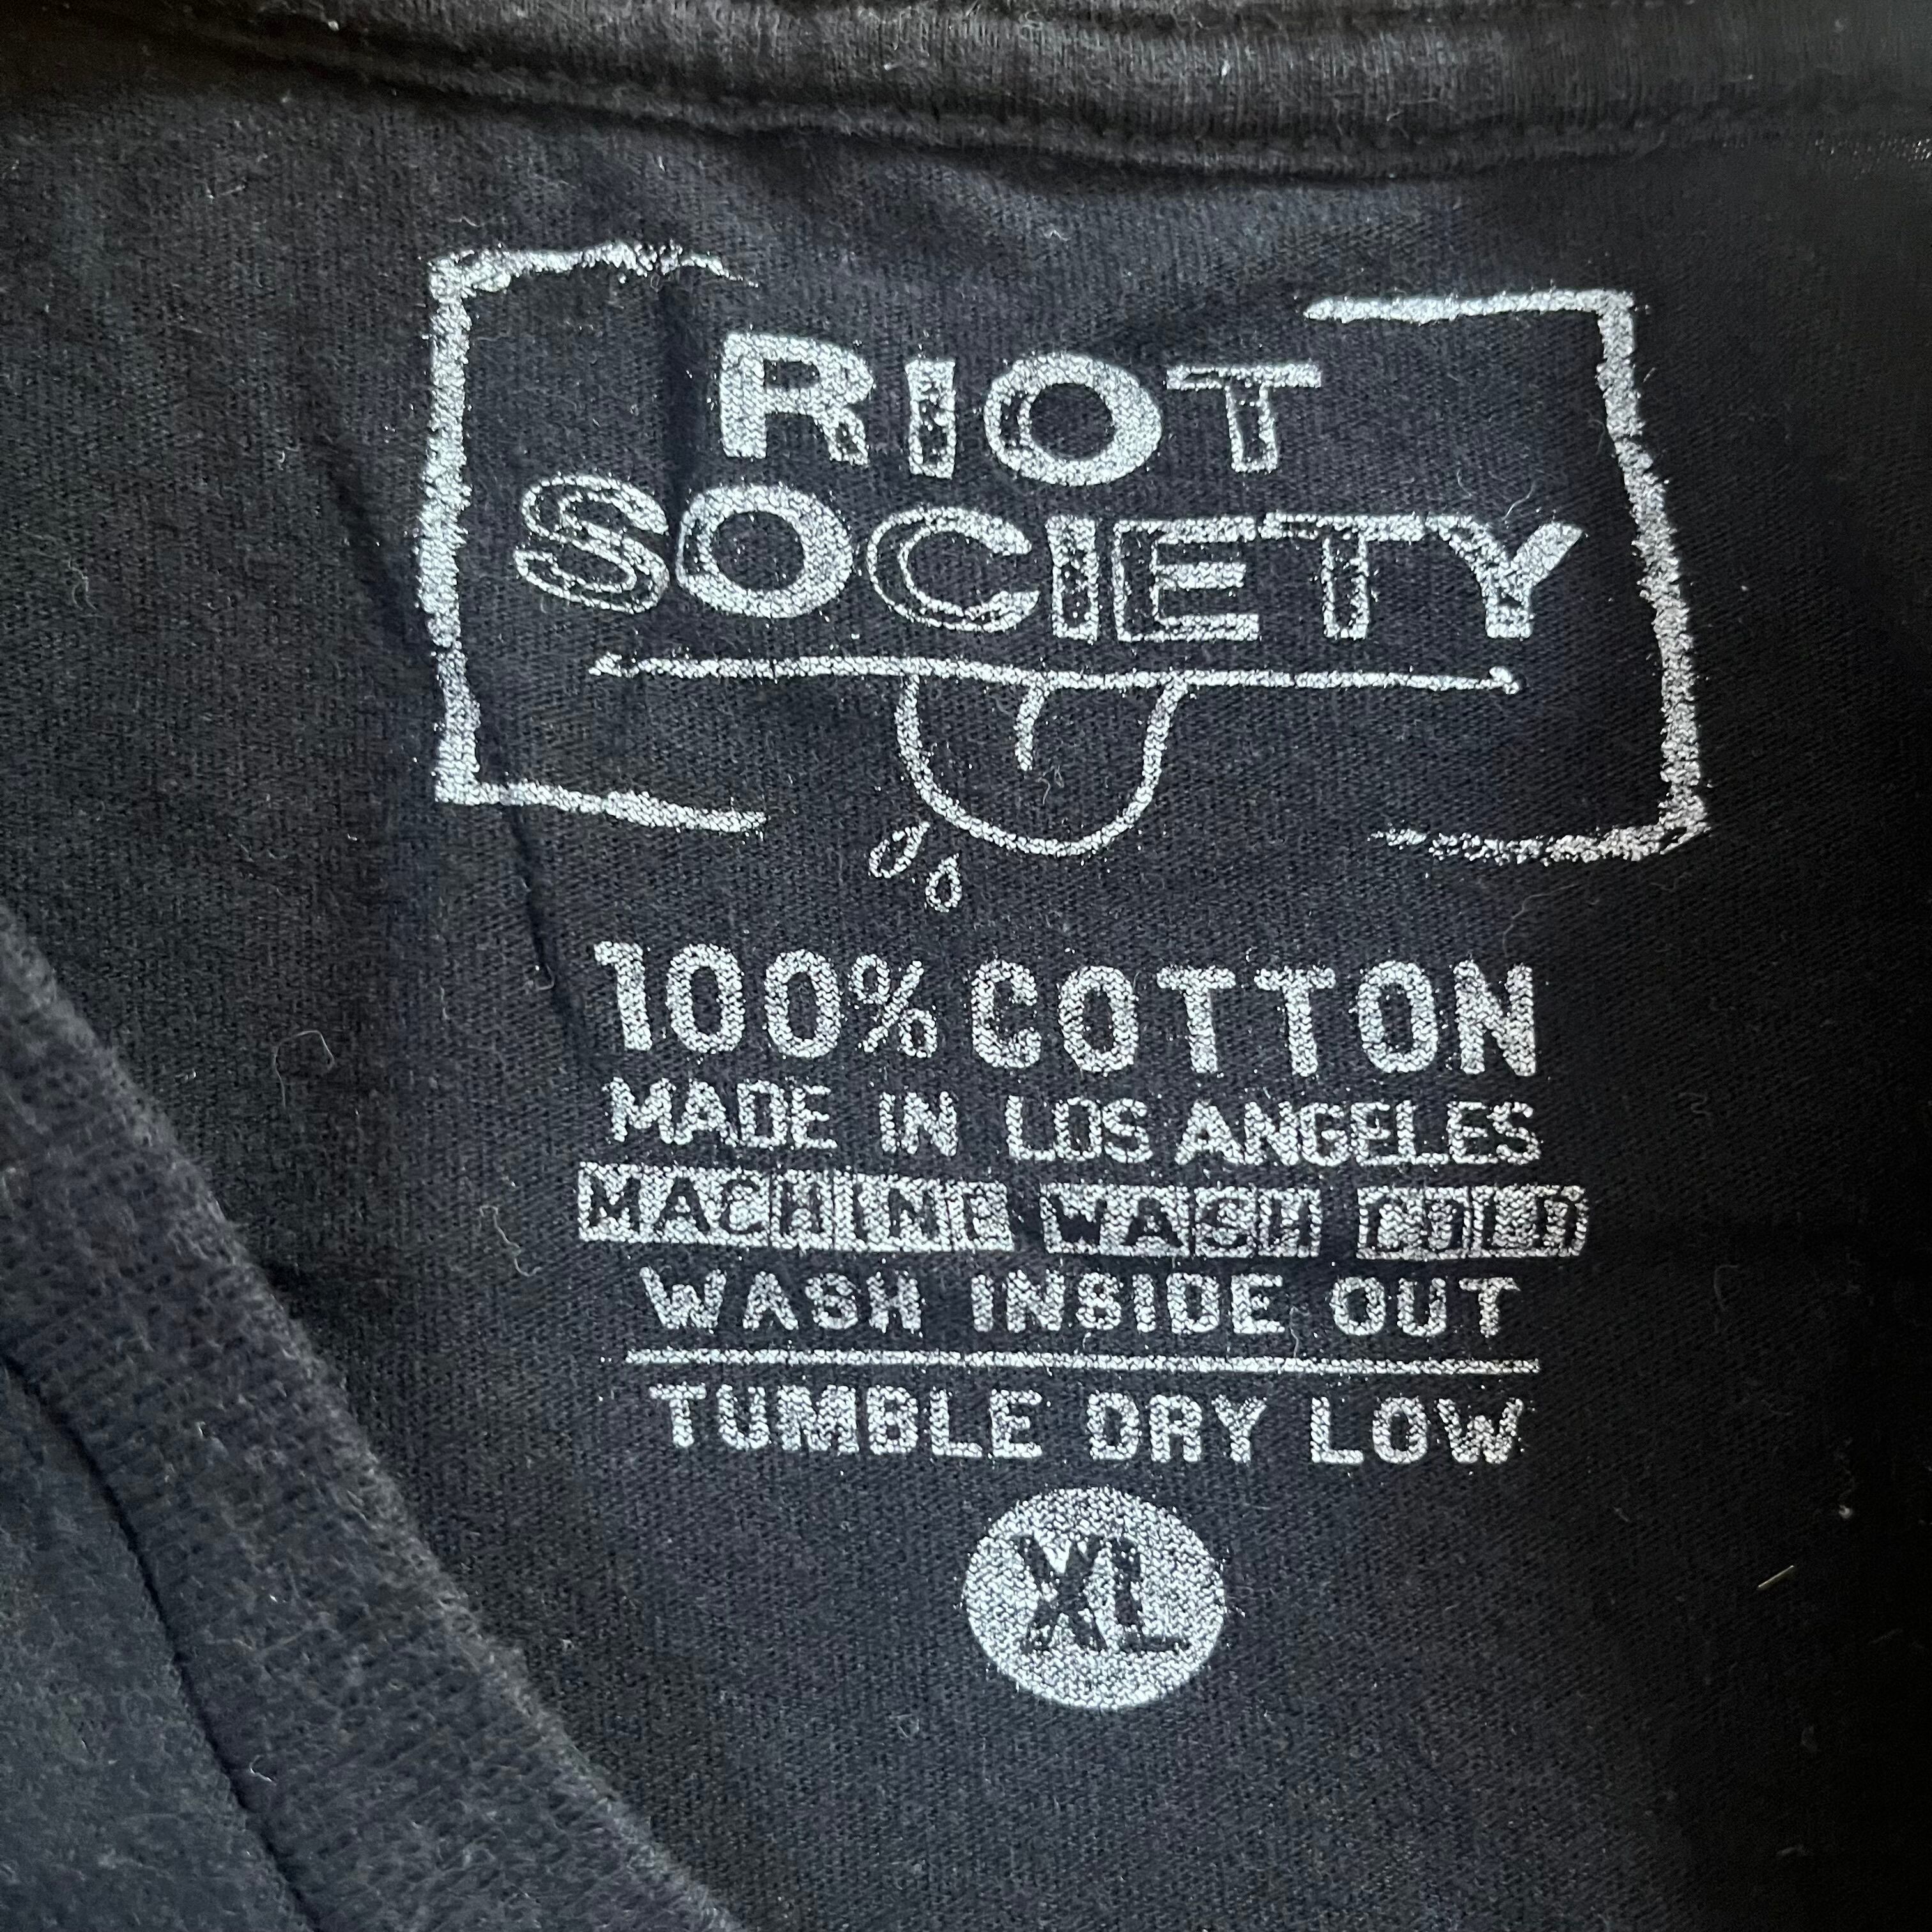 RIOT
SOCIETY
100% COTTON
MADE IN LOS ANGELES
MACHINE WASH COLD
WASH INSIDE OUT
TUMBLE DRY LOW
XL